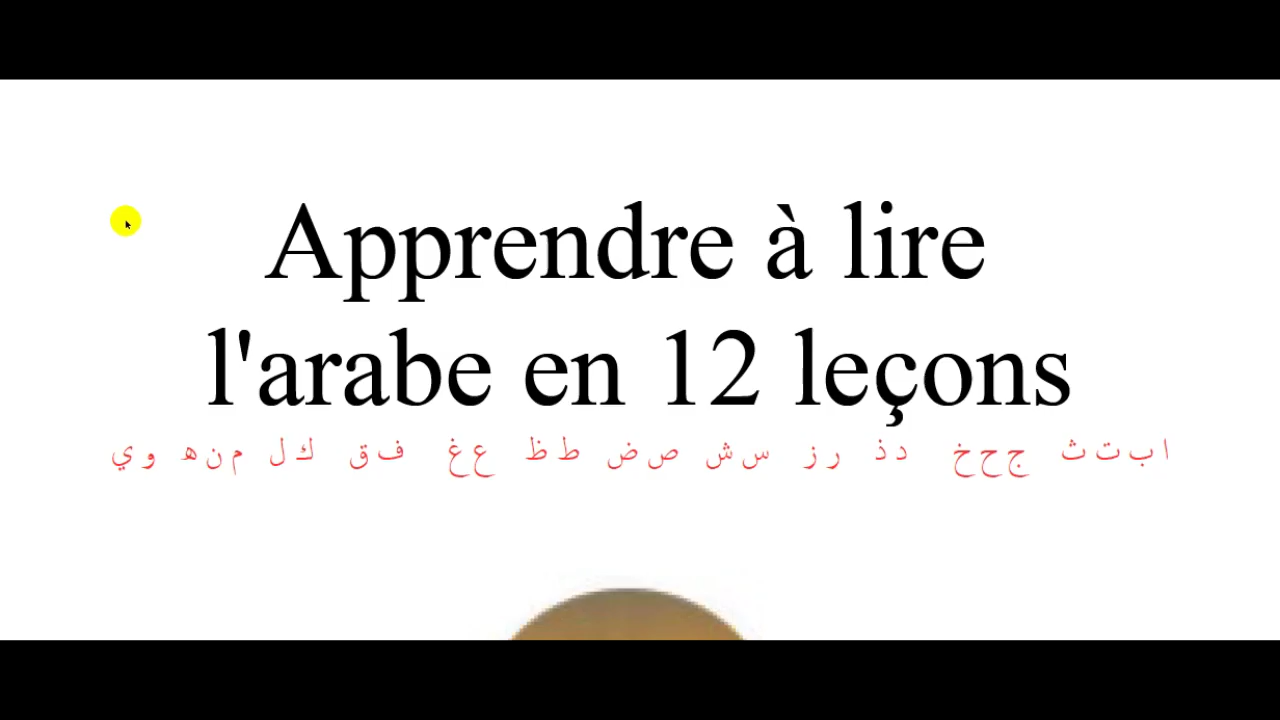 Apprendre à lire
l'arabe en 12 leçons
ا ب ت ث ج ح خ د ذ ر ز س ش ص ض ط ظ ع غ ف ق ك ل م ن ه و ي